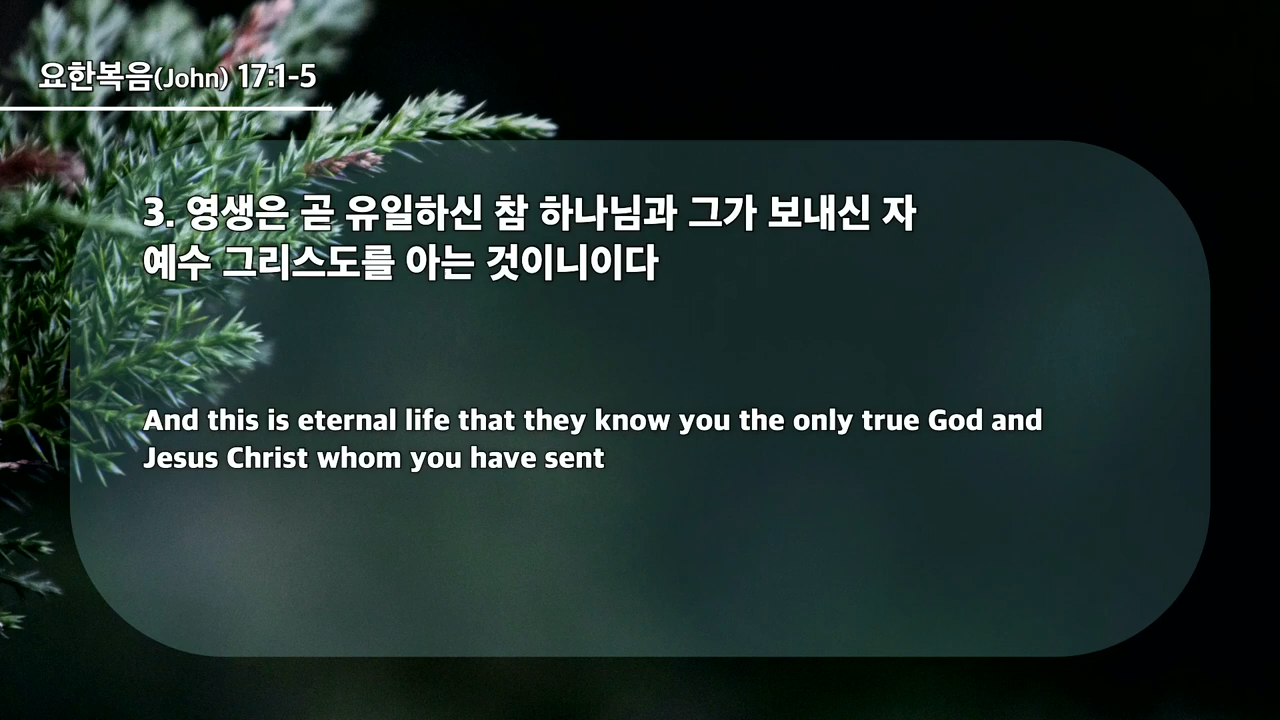 요한복음(John) 17:1-5
3. 영생은 곧 유일하신 참 하나님과 그가 보내신 자
예수 그리스도를 아는 것이니이다
And this is eternal life that they know you the only true God and
Jesus Christ whom you have sent